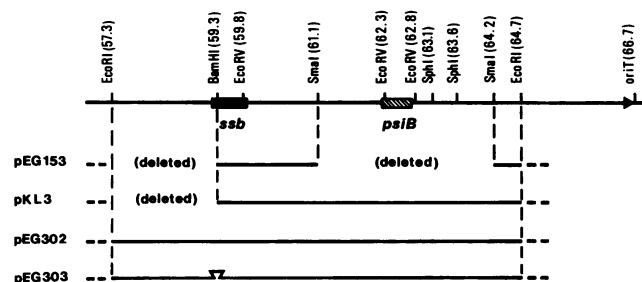 EcoRI (57.3)
BamHI (59.3)
EcoRV (59.8)
SmaI (61.1)
EcoRV (62.3)
EcoRV (62.8)
SphI (63.1)
SphI (63.6)
SmaI (64.2)
EcoRI (64.7)
oriT (66.7)
ssb
psiB
pEG153 (deleted) (deleted)
pKL3 (deleted)
pEG302
pEG303